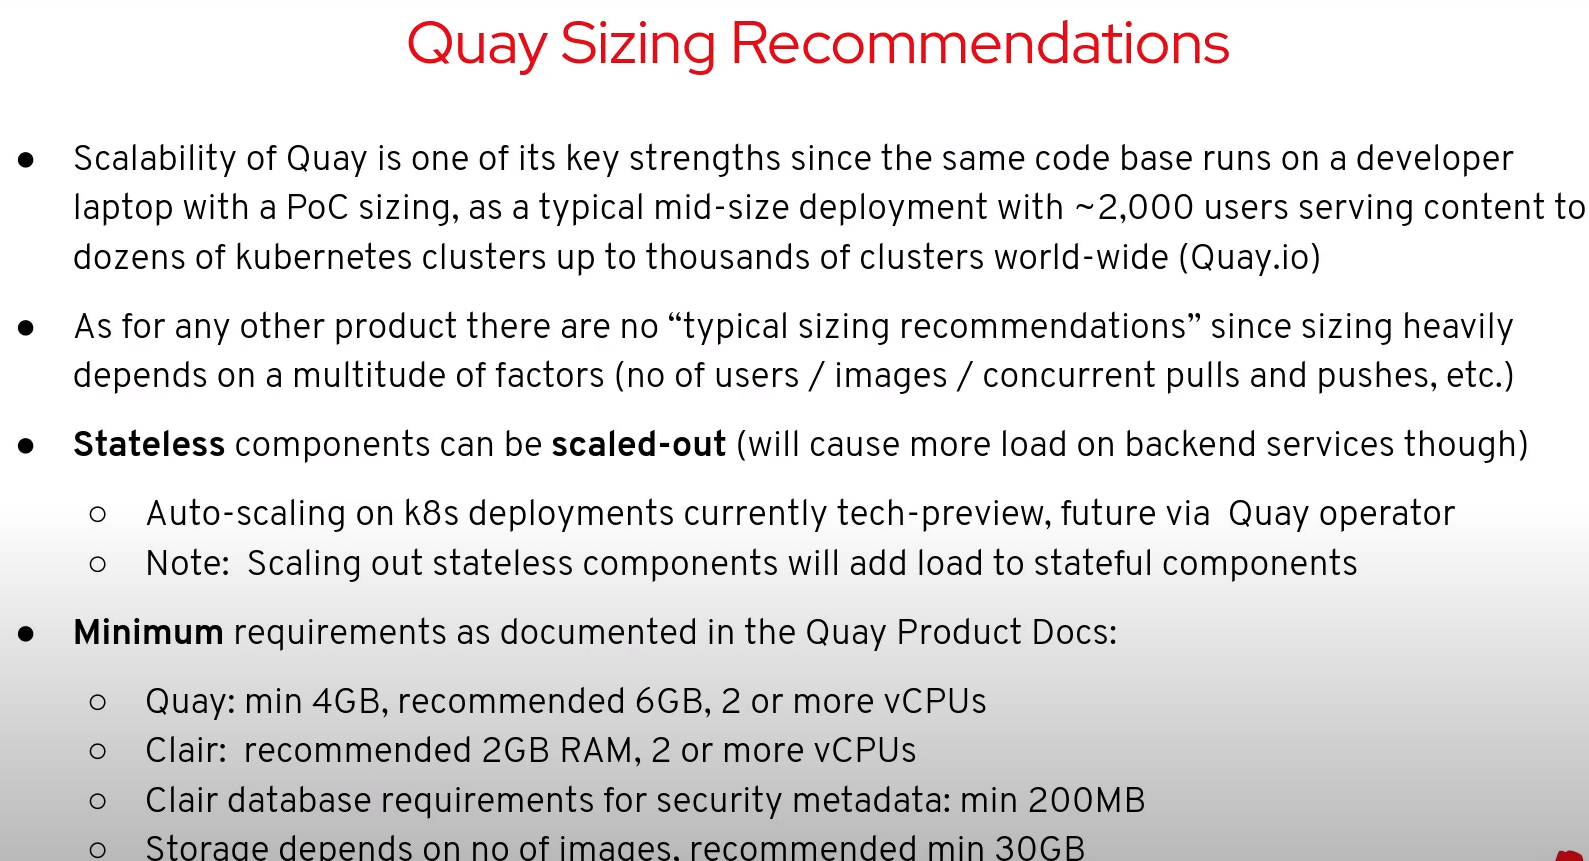 Quay Sizing Recommendations
● Scalability of Quay is one of its key strengths since the same code base runs on a developer
laptop with a PoC sizing, as a typical mid-size deployment with ~2,000 users serving content to
dozens of kubernetes clusters up to thousands of clusters world-wide (Quay.io)
● As for any other product there are no “typical sizing recommendations” since sizing heavily
depends on a multitude of factors (no of users / images / concurrent pulls and pushes, etc.)
● Stateless components can be scaled-out (will cause more load on backend services though)
○ Auto-scaling on k8s deployments currently tech-preview, future via  Quay operator
○ Note:  Scaling out stateless components will add load to stateful components
● Minimum requirements as documented in the Quay Product Docs:
○ Quay: min 4GB, recommended 6GB, 2 or more vCPUs
○ Clair:  recommended 2GB RAM, 2 or more vCPUs
○ Clair database requirements for security metadata: min 200MB
○ Storage depends on no of images, recommended min 30GB